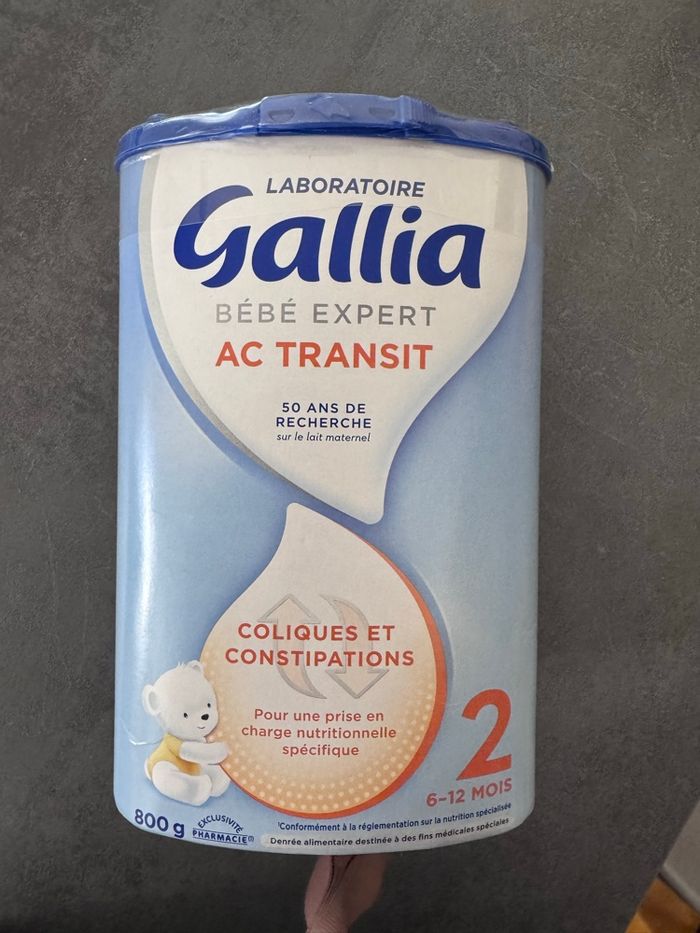 LABORATOIRE
Gallia
BÉBÉ EXPERT
AC TRANSIT
50 ANS DE
RECHERCHE
sur le lait maternel
COLIQUES ET
CONSTIPATIONS
Pour une prise en
charge nutritionnelle
spécifique
2
6-12 MOIS
800 g
EXCLUSIVITÉ
PHARMACIE(1)
¹Conformément à la réglementation sur la nutrition spécialisée
Denrée alimentaire destinée à des fins médicales spéciales